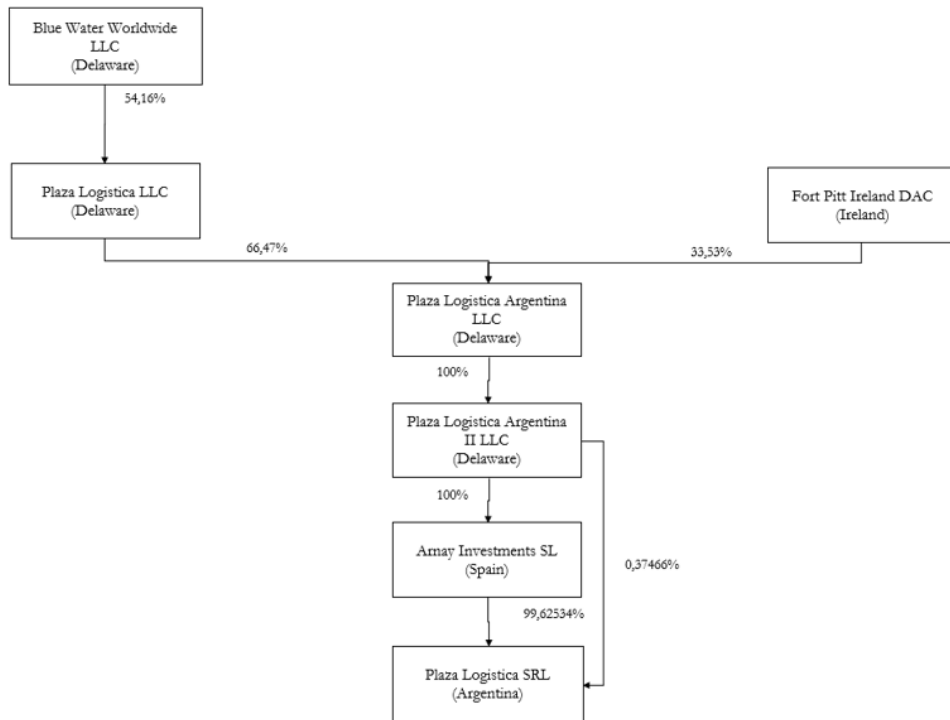 Blue Water Worldwide
LLC
(Delaware)
54,16%
Plaza Logistica LLC
(Delaware)
Fort Pitt Ireland DAC
(Ireland)
66,47%
33,53%
Plaza Logistica Argentina
LLC
(Delaware)
100%
Plaza Logistica Argentina
II LLC
(Delaware)
100%
Arnay Investments SL
(Spain)
0,37466%
99,62534%
Plaza Logistica SRL
(Argentina)